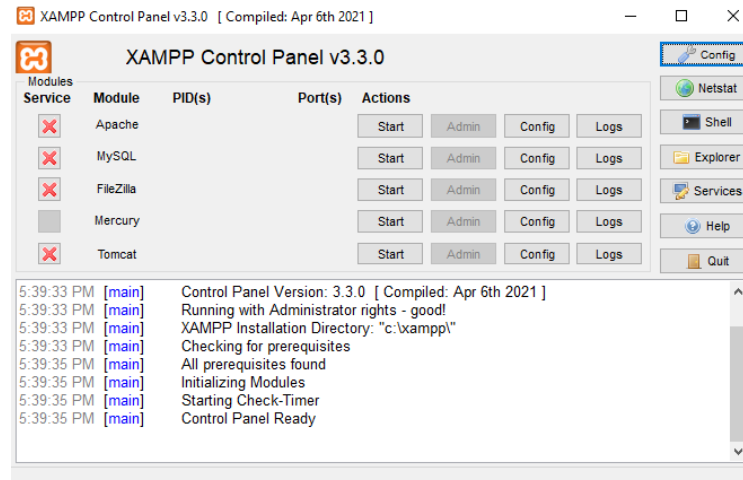 XAMPP Control Panel v3.3.0 [ Compiled: Apr 6th 2021 ]
XAMPP Control Panel v3.3.0
Config
Modules
Service Module PID(s) Port(s) Actions
Netstat
Apache Start Admin Config Logs
Shell
MySQL Start Admin Config Logs
Explorer
FileZilla Start Admin Config Logs
Services
Mercury Start Admin Config Logs
Help
Tomcat Start Admin Config Logs
Quit
5:39:33 PM [main] Control Panel Version: 3.3.0 [ Compiled: Apr 6th 2021 ]
5:39:33 PM [main] Running with Administrator rights - good!
5:39:33 PM [main] XAMPP Installation Directory: "c:\xampp\"
5:39:33 PM [main] Checking for prerequisites
5:39:35 PM [main] All prerequisites found
5:39:35 PM [main] Initializing Modules
5:39:35 PM [main] Starting Check-Timer
5:39:35 PM [main] Control Panel Ready